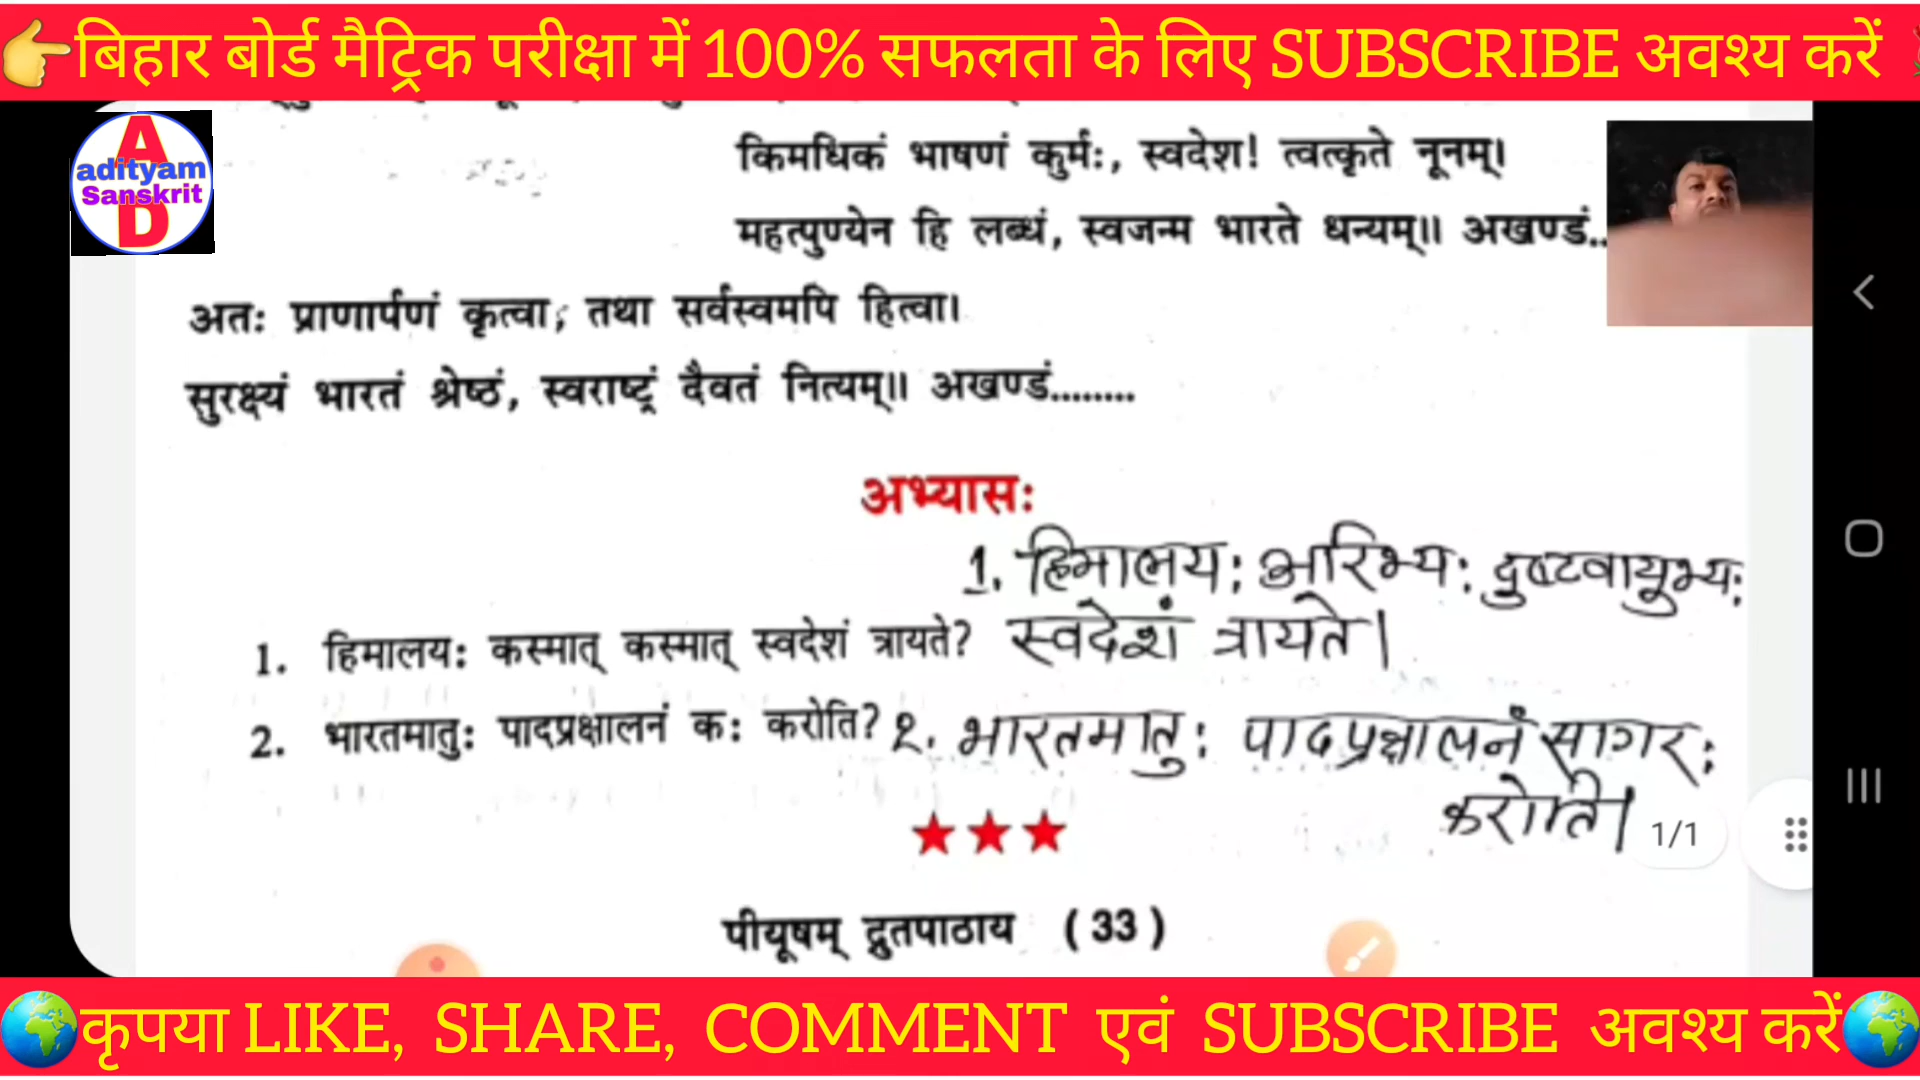 बिहार बोर्ड मैट्रिक परीक्षा में 100% सफलता के लिए SUBSCRIBE अवश्य करें
A
adityam
Sanskrit
D
किमधिकं भाषणं कुर्मः, स्वदेश! त्वत्कृते नूनम्।
महत्पुण्येन हि लब्धं, स्वजन्म भारते धन्यम्॥ अखण्डं..
अतः प्राणार्पणं कृत्वा, तथा सर्वस्वमपि हित्वा।
सुरक्ष्यं भारतं श्रेष्ठं, स्वराष्ट्रं दैवतं नित्यम्॥ अखण्डं........
अभ्यासः
1. हिमालयः अरिभ्यः दुष्टवायुभ्यः
1. हिमालयः कस्मात् कस्मात् स्वदेशं त्रायते? स्वदेशं त्रायते।
2. भारतमातुः पादप्रक्षालनं कः करोति? 2. भारतमातुः पादप्रक्षालनं सागरः
करोति।
1/1
पीयूषम् द्रुतपाठाय (33)
कृपया LIKE, SHARE, COMMENT एवं SUBSCRIBE अवश्य करें